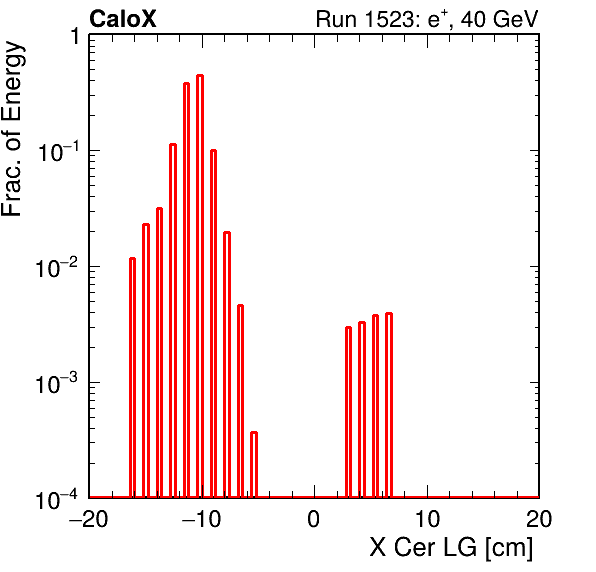 CaloX
Run 1523: e⁺, 40 GeV
Frac. of Energy
1
10⁻¹
10⁻²
10⁻³
10⁻⁴
−20 −10 0 10 20
X Cer LG [cm]